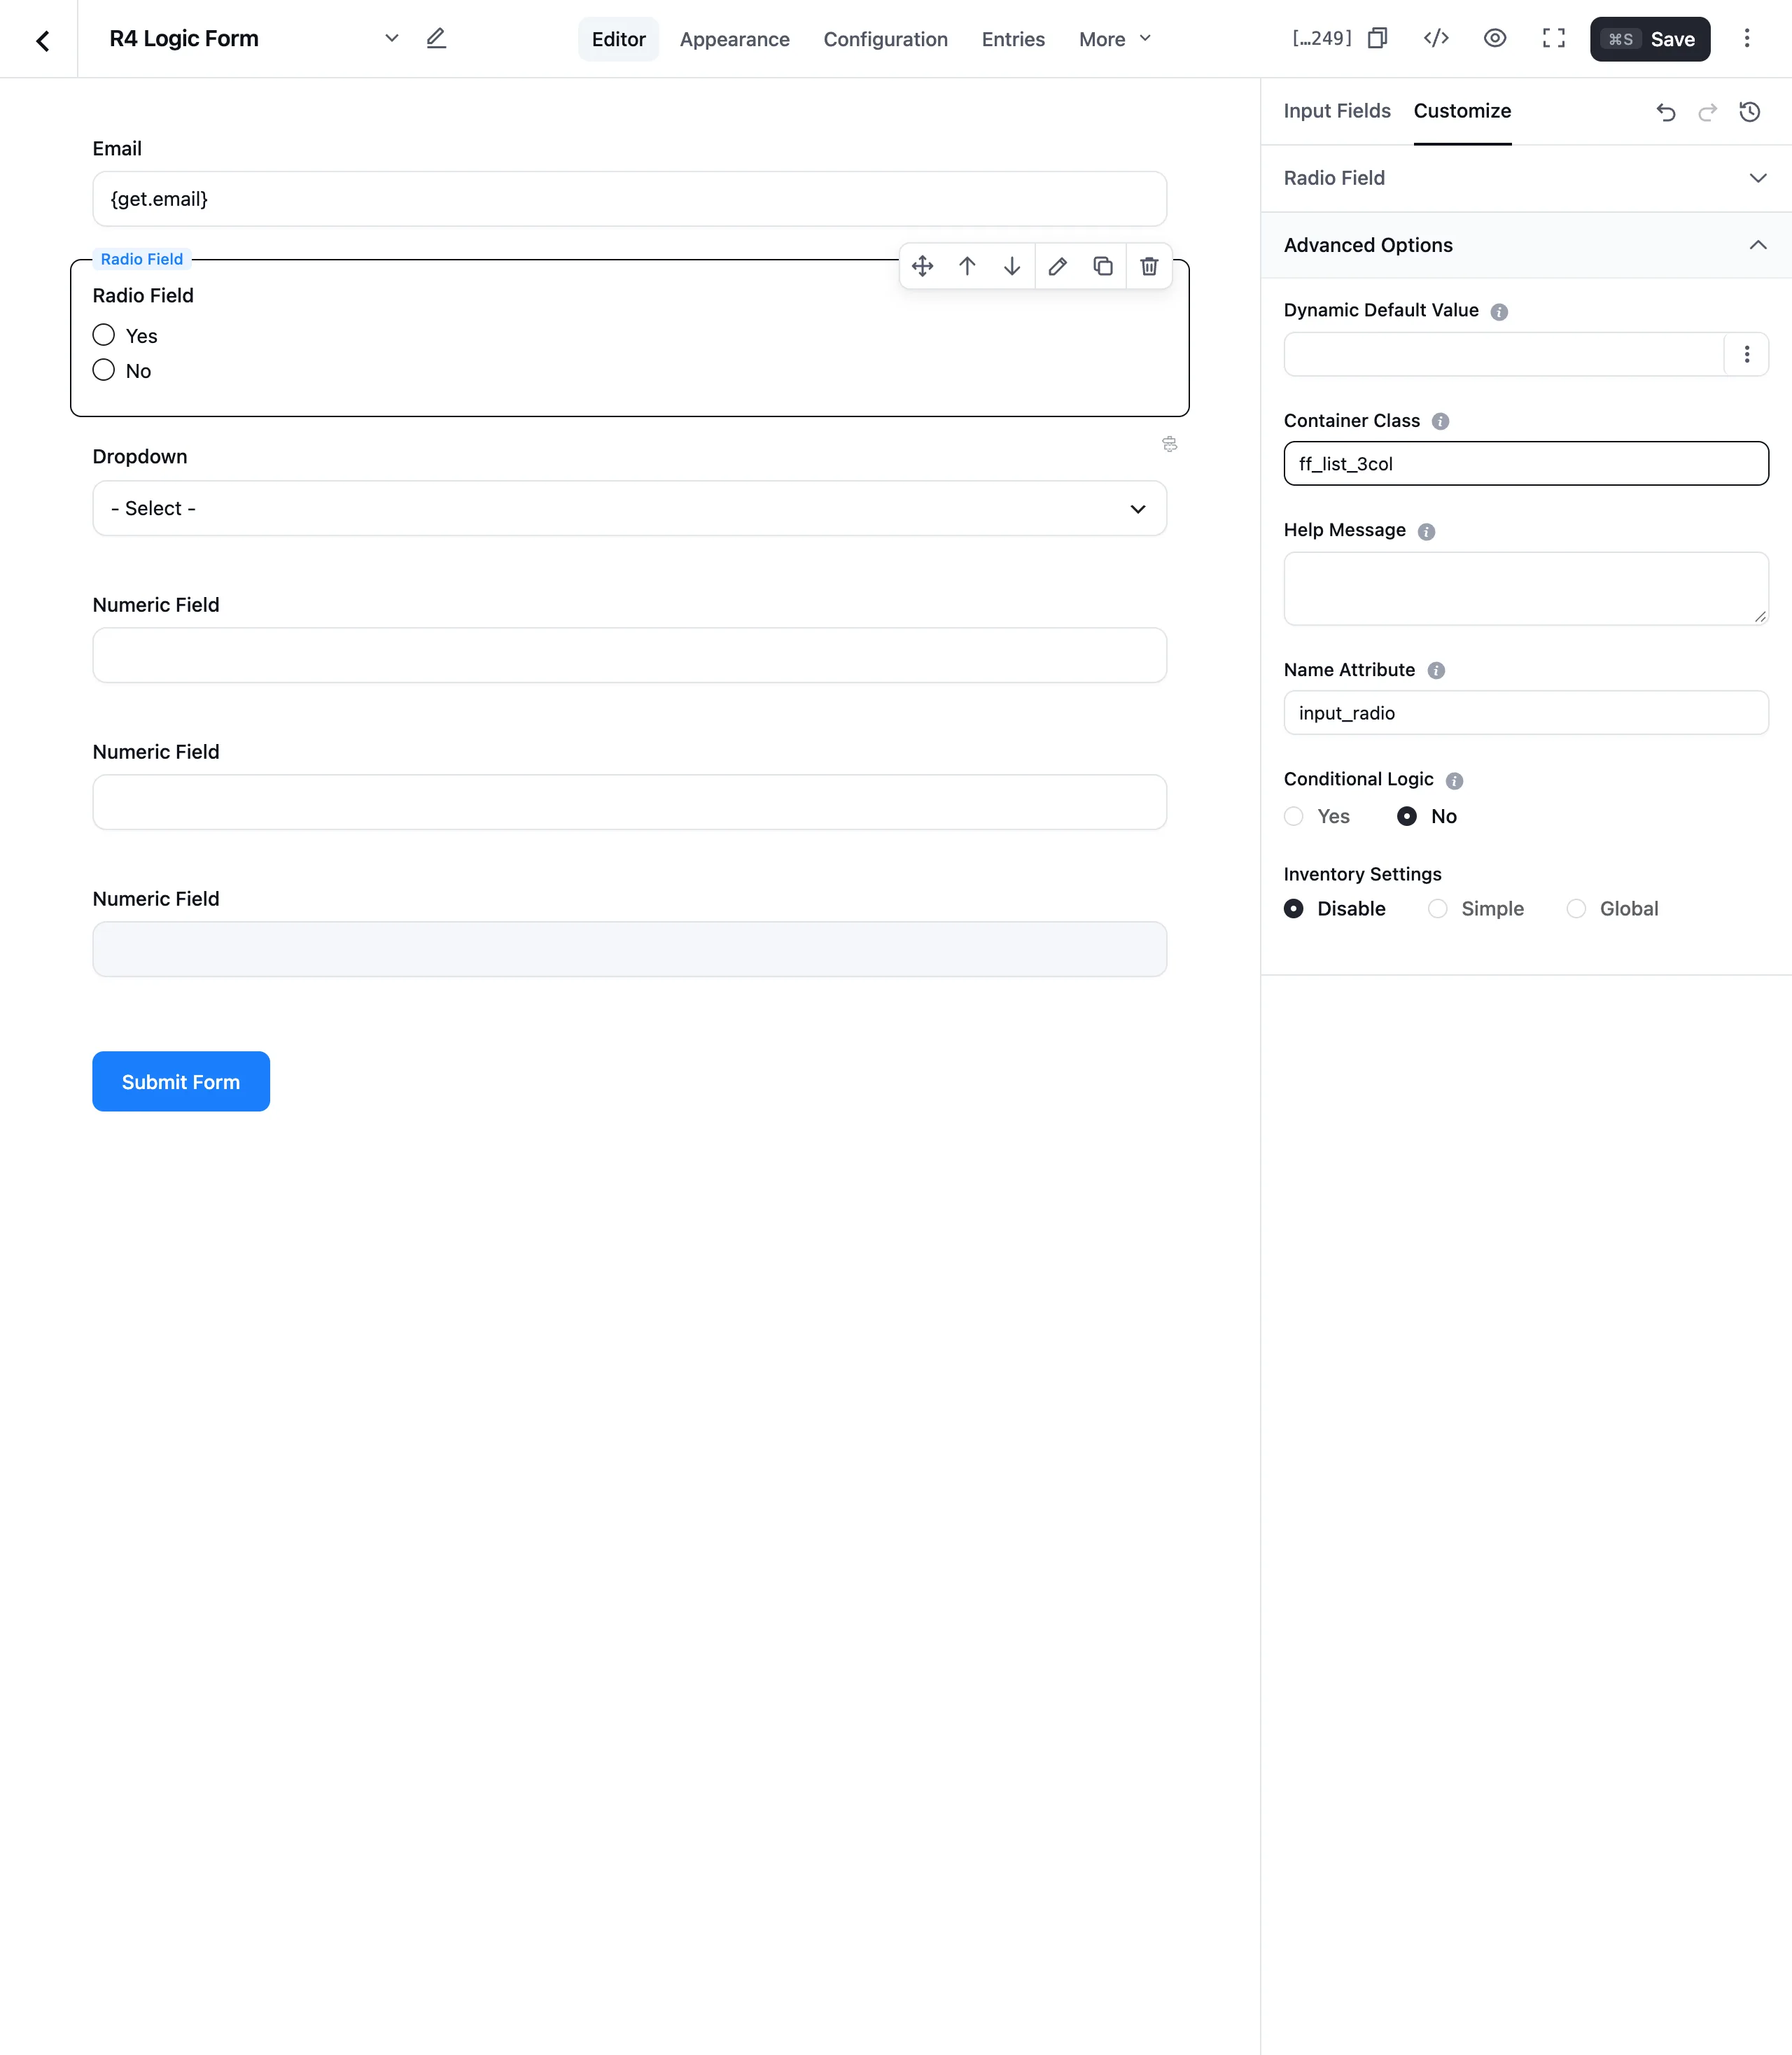 R4 Logic Form
Editor
Appearance
Configuration
Entries
More
[…249]
⌘S Save
Email
{get.email}
Radio Field
Radio Field
Yes
No
Dropdown
- Select -
Numeric Field
Numeric Field
Numeric Field
Submit Form
Input Fields
Customize
Radio Field
Advanced Options
Dynamic Default Value
Container Class
ff_list_3col
Help Message
Name Attribute
input_radio
Conditional Logic
Yes
No
Inventory Settings
Disable
Simple
Global